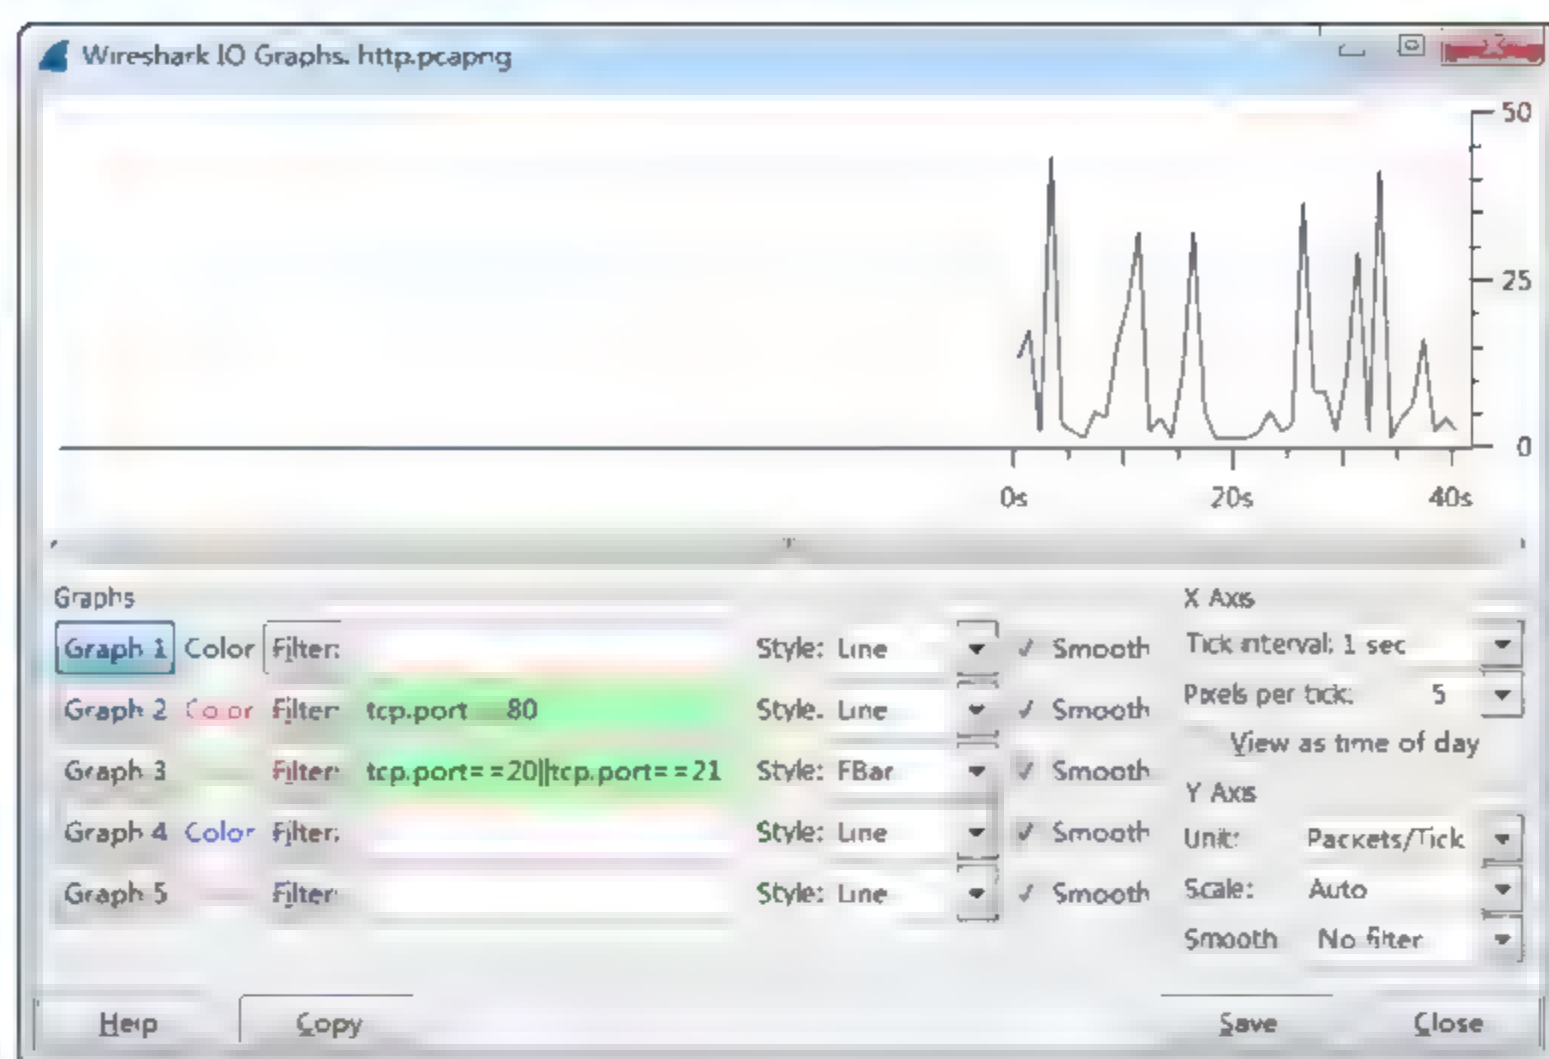 Wireshark IO Graphs. http.pcapng
50
25
0
0s 20s 40s
Graphs
Graph 1 Color Filter: Style: Line Smooth
Graph 2 Color Filter: tcp.port 80 Style. Line Smooth
Graph 3 Filter: tcp.port==20||tcp.port==21 Style: FBar Smooth
Graph 4 Color Filter: Style: Line Smooth
Graph 5 Filter: Style: Line Smooth
X Axis
Tick interval: 1 sec
Pixels per tick: 5
View as time of day
Y Axis
Unit: Packets/Tick
Scale: Auto
Smooth No filter
Help Copy Save Close